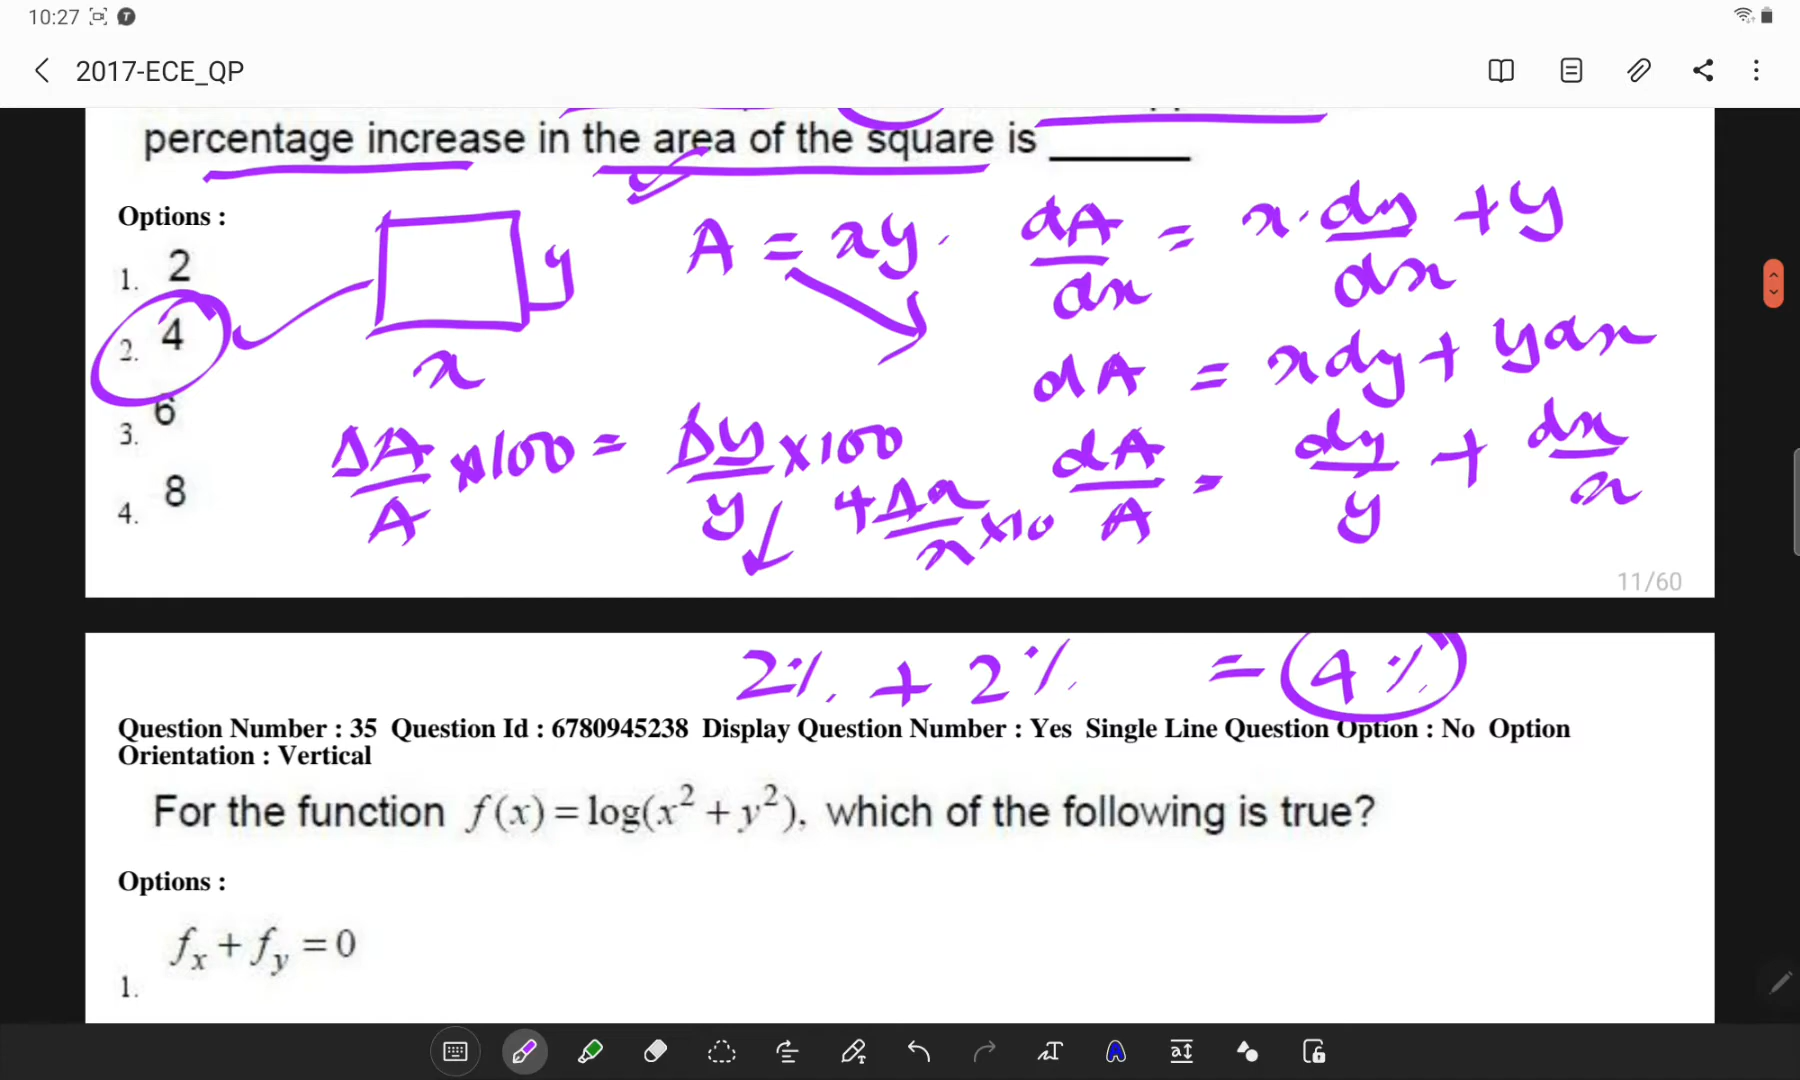 10:27
2017-ECE_QP
percentage increase in the area of the square is ________
Options :
1. 2
2. 4
3. 6
4. 8
x
y
A = xy.
dA/dx = x. dy/dx + y
dA = xdy + ydx
ΔA/A ×100 = Δy/y ×100 + Δx/x ×10
dA/A = dy/y + dx/x
11/60
2%. + 2% = 4%
Question Number : 35 Question Id : 6780945238 Display Question Number : Yes Single Line Question Option : No Option
Orientation : Vertical
For the function f(x) = log(x² + y²), which of the following is true?
Options :
fx + fy = 0
1.